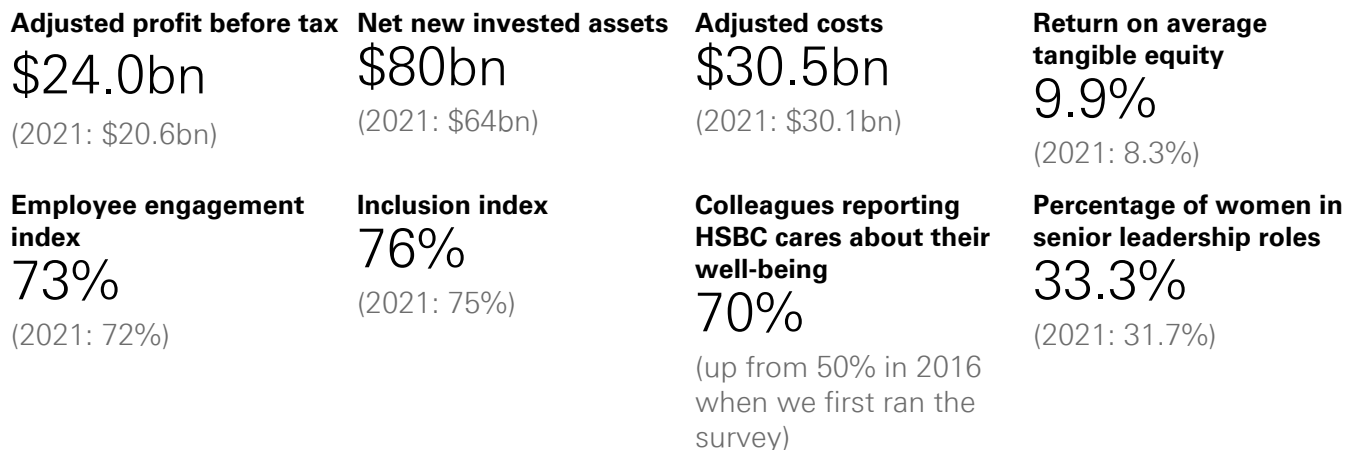 Adjusted profit before tax
$24.0bn
(2021: $20.6bn)
Net new invested assets
$80bn
(2021: $64bn)
Adjusted costs
$30.5bn
(2021: $30.1bn)
Return on average
tangible equity
9.9%
(2021: 8.3%)
Employee engagement
index
73%
(2021: 72%)
Inclusion index
76%
(2021: 75%)
Colleagues reporting
HSBC cares about their
well-being
70%
(up from 50% in 2016
when we first ran the
survey)
Percentage of women in
senior leadership roles
33.3%
(2021: 31.7%)